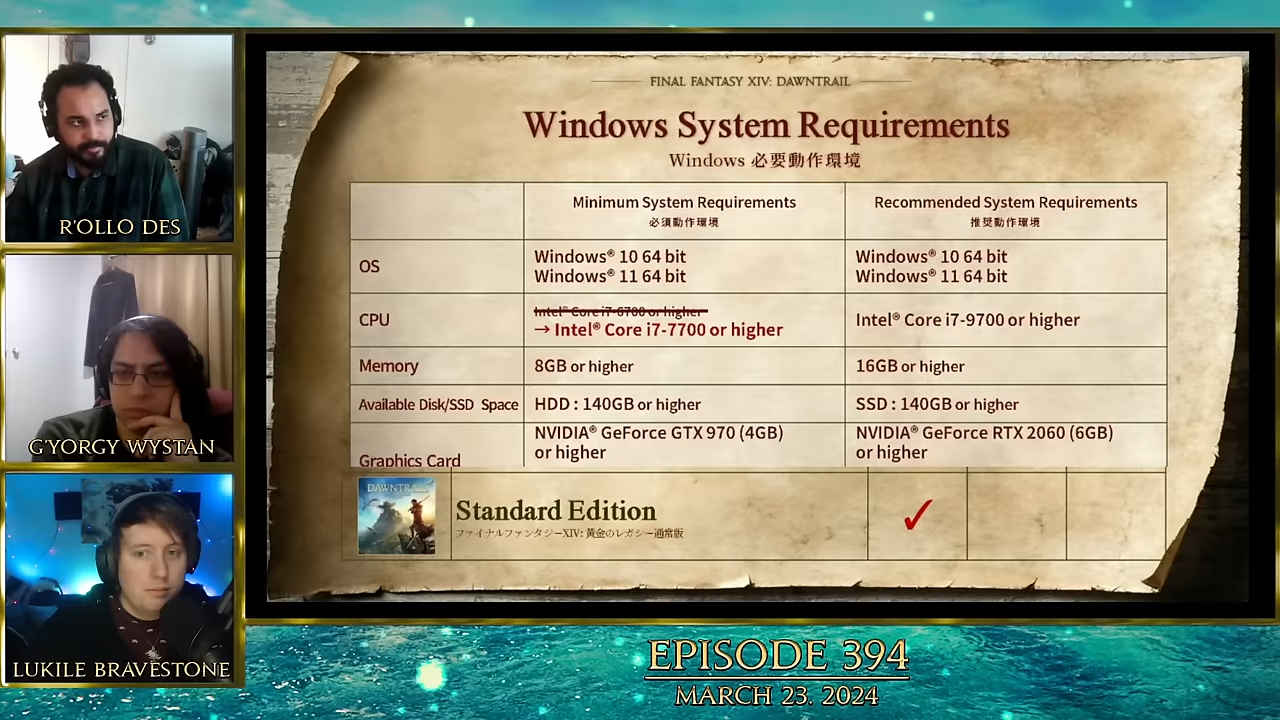 R'OLLO DES
G'YORGY WYSTAN
LUKILE BRAVESTONE
FINAL FANTASY XIV: DAWNTRAIL
Windows System Requirements
Windows 必要動作環境
Minimum System Requirements
必須動作環境
Recommended System Requirements
推奨動作環境
OS
Windows® 10 64 bit
Windows® 11 64 bit
Windows® 10 64 bit
Windows® 11 64 bit
CPU
Intel® Core i7-6700 or higher
→ Intel® Core i7-7700 or higher
Intel® Core i7-9700 or higher
Memory
8GB or higher
16GB or higher
Available Disk/SSD Space
HDD : 140GB or higher
SSD : 140GB or higher
Graphics Card
NVIDIA® GeForce GTX 970 (4GB)
or higher
NVIDIA® GeForce RTX 2060 (6GB)
or higher
DAWNTRAIL
Standard Edition
ファイナルファンタジーXIV: 黄金のレガシー通常版
✓
EPISODE 394
MARCH 23. 2024